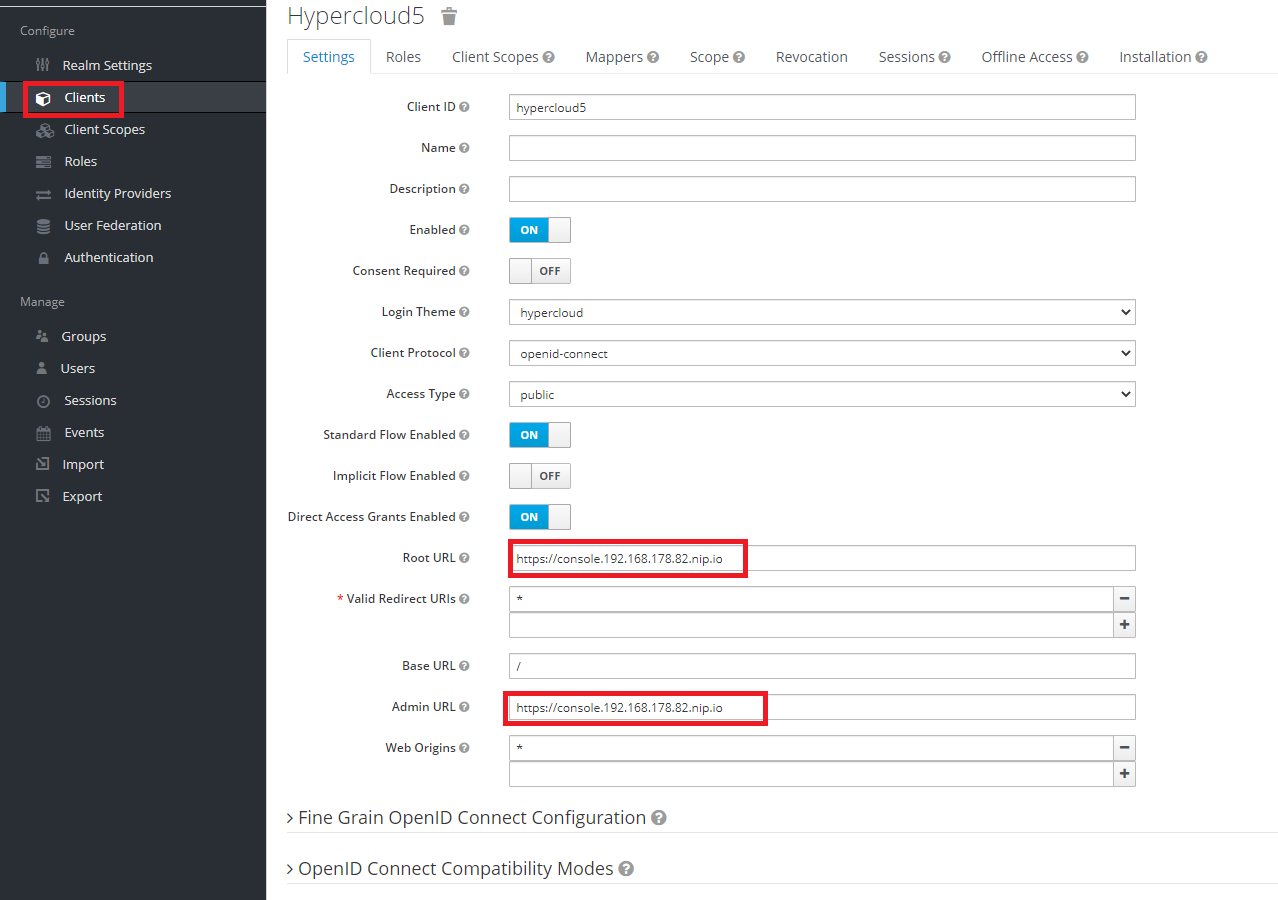 Configure
Realm Settings
Clients
Client Scopes
Roles
Identity Providers
User Federation
Authentication
Manage
Groups
Users
Sessions
Events
Import
Export
Hypercloud5
Settings Roles Client Scopes Mappers Scope Revocation Sessions Offline Access Installation
Client ID hypercloud5
Name
Description
Enabled ON
Consent Required OFF
Login Theme hypercloud
Client Protocol openid-connect
Access Type public
Standard Flow Enabled ON
Implicit Flow Enabled OFF
Direct Access Grants Enabled ON
Root URL https://console.192.168.178.82.nip.io
* Valid Redirect URIs *
Base URL /
Admin URL https://console.192.168.178.82.nip.io
Web Origins *
Fine Grain OpenID Connect Configuration
OpenID Connect Compatibility Modes